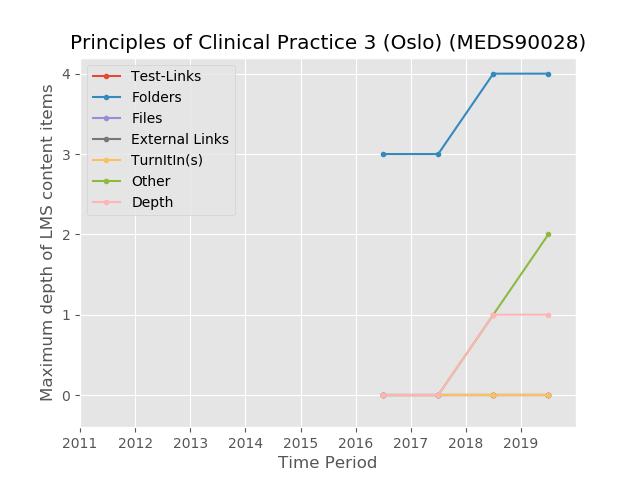 Principles of Clinical Practice 3 (Oslo) (MEDS90028)
Test-Links
Folders
Files
External Links
TurnItIn(s)
Other
Depth
Maximum depth of LMS content items
4
3
2
1
0
2011 2012 2013 2014 2015 2016 2017 2018 2019
Time Period